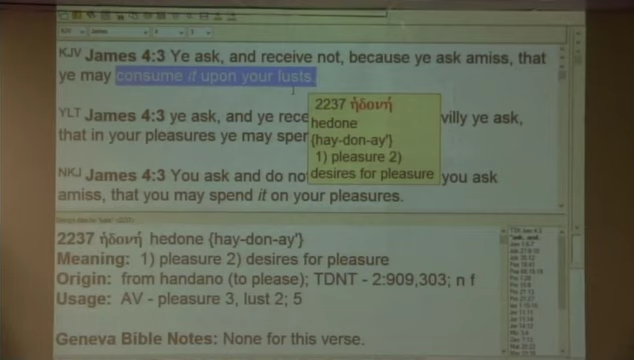 KJV James 4:3 Ye ask, and receive not, because ye ask amiss, that
ye may consume it upon your lusts.
YLT James 4:3 ye ask, and ye rece villy ye ask,
that in your pleasures ye may spen
NKJ James 4:3 You ask and do no you ask
amiss, that you may spend it on your pleasures.
2237 ἡδονή
hedone
{hay-don-ay'}
1) pleasure 2)
desires for pleasure
2237 ἡδονή hedone {hay-don-ay'}
Meaning: 1) pleasure 2) desires for pleasure
Origin: from handano (to please); TDNT - 2:909,303; n f
Usage: AV - pleasure 3, lust 2; 5
Geneva Bible Notes: None for this verse.